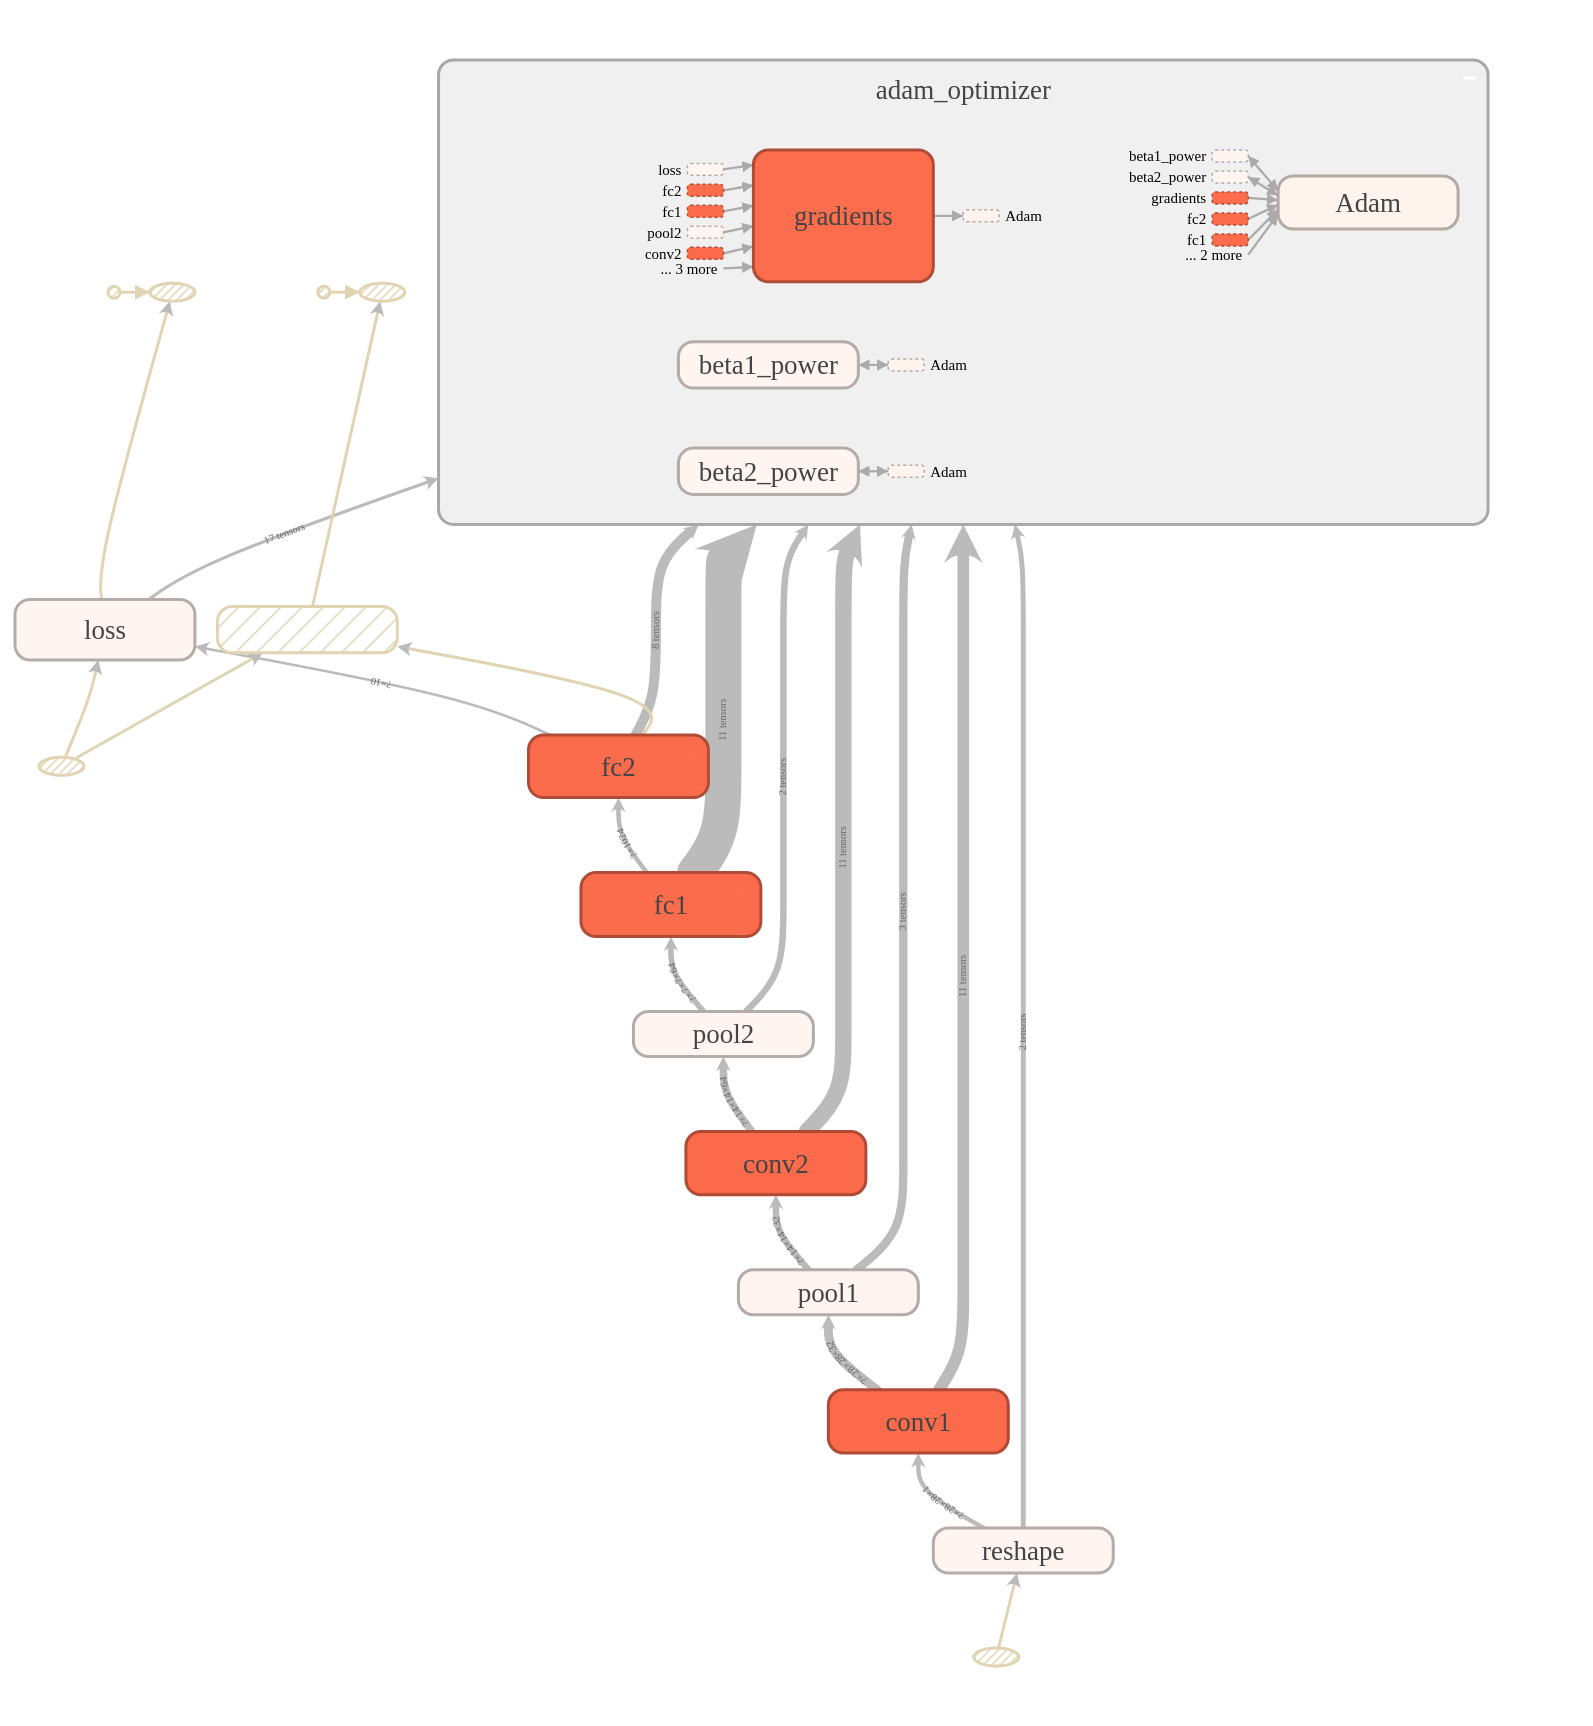 adam_optimizer
loss
fc2
fc1
pool2
conv2
... 3 more
gradients
Adam
beta1_power
beta2_power
gradients
fc2
fc1
... 2 more
Adam
beta1_power
Adam
beta2_power
Adam
17 tensors
loss
8 tensors
?×10
11 tensors
fc2
2 tensors
?×1024
11 tensors
fc1
3 tensors
?×7×7×64
11 tensors
pool2
2 tensors
?×14×14×64
conv2
?×14×14×32
pool1
?×28×28×32
conv1
?×28×28×1
reshape